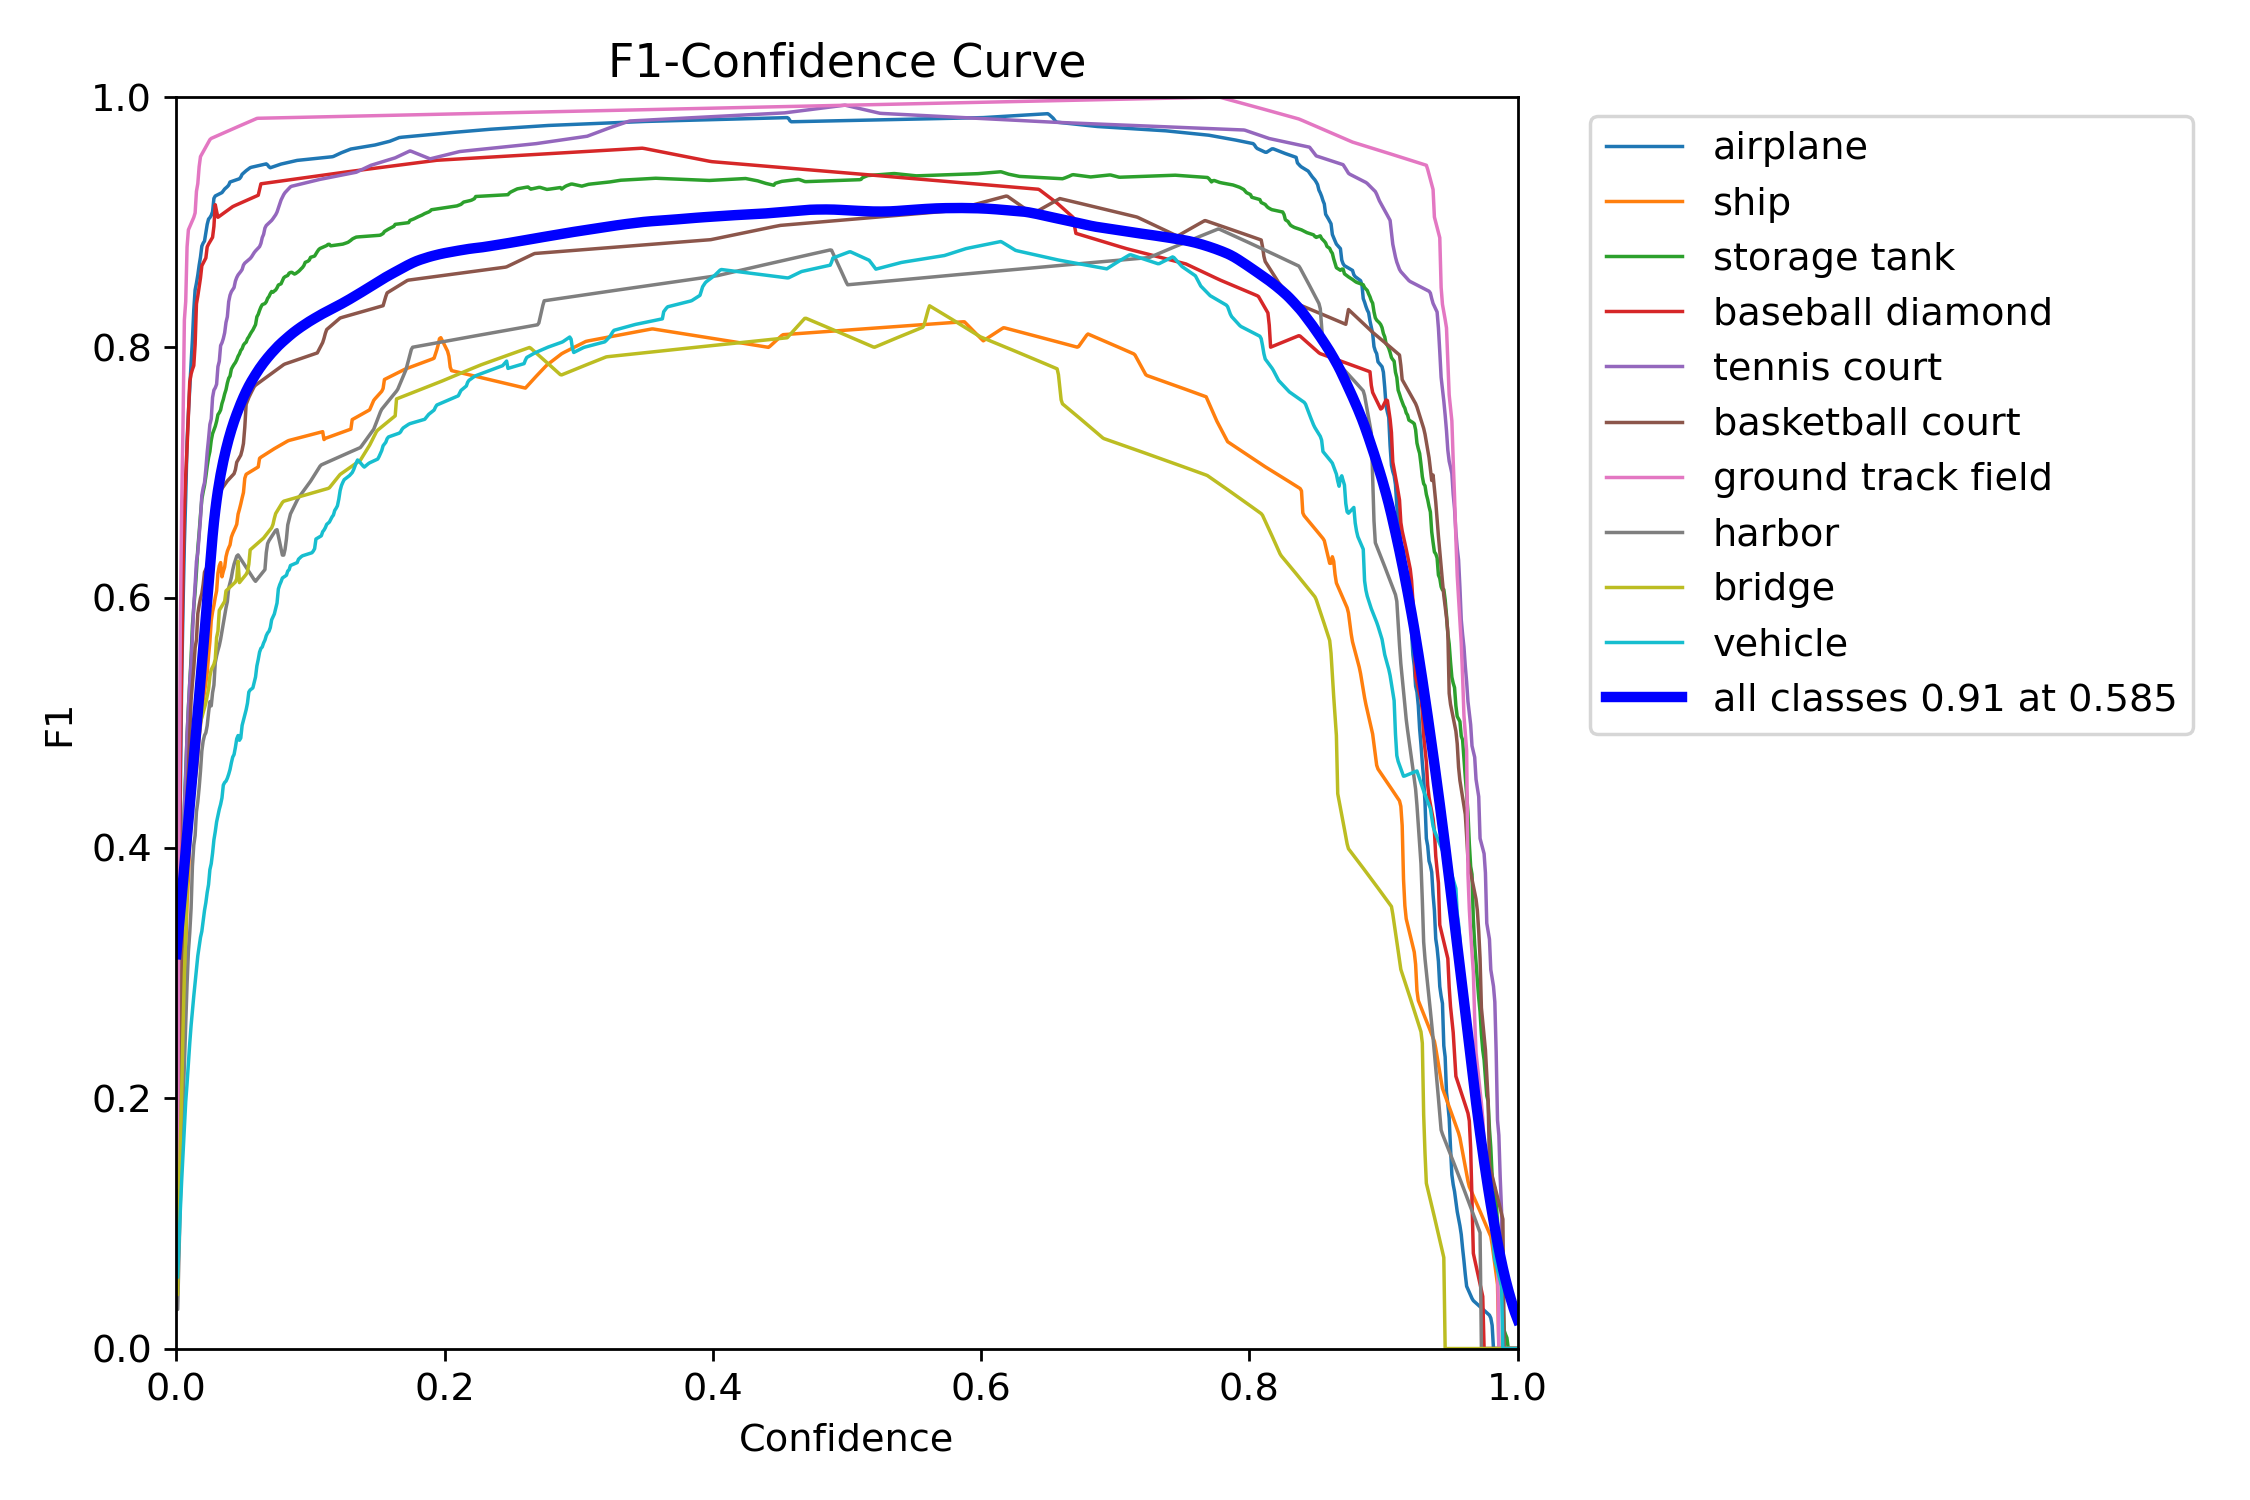 F1-Confidence Curve
1.0
0.8
0.6
0.4
0.2
0.0
F1
0.0 0.2 0.4 0.6 0.8 1.0
Confidence
airplane
ship
storage tank
baseball diamond
tennis court
basketball court
ground track field
harbor
bridge
vehicle
all classes 0.91 at 0.585